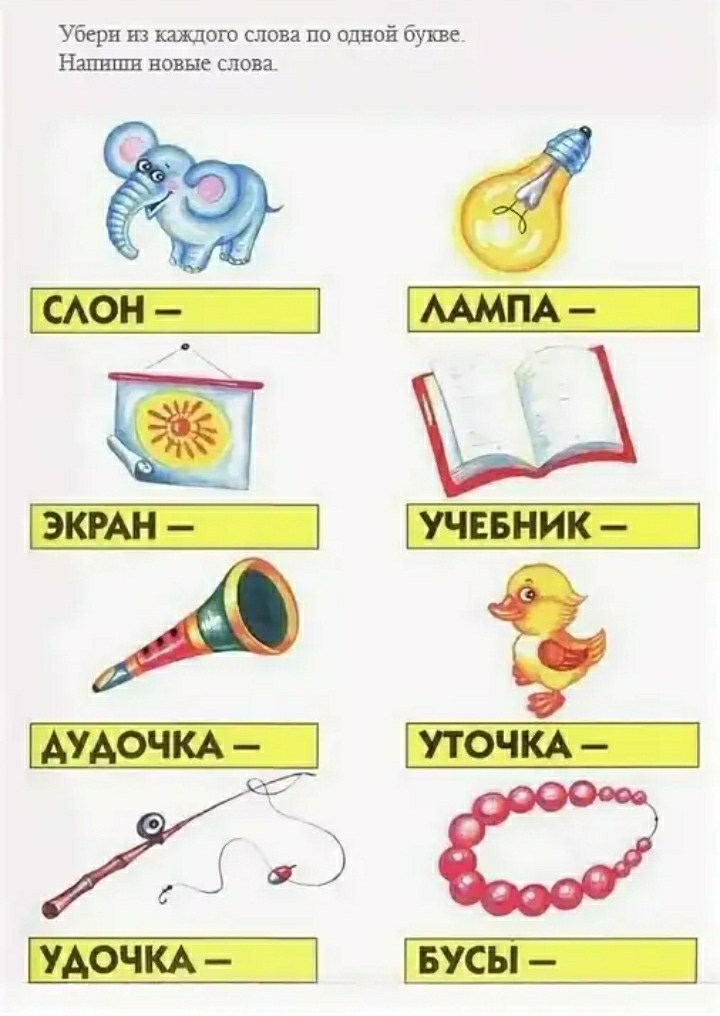 Убери из каждого слова по одной букве.
Напиши новые слова.
СЛОН –
ЛАМПА –
ЭКРАН –
УЧЕБНИК –
ДУДОЧКА –
УТОЧКА –
УДОЧКА –
БУСЫ –